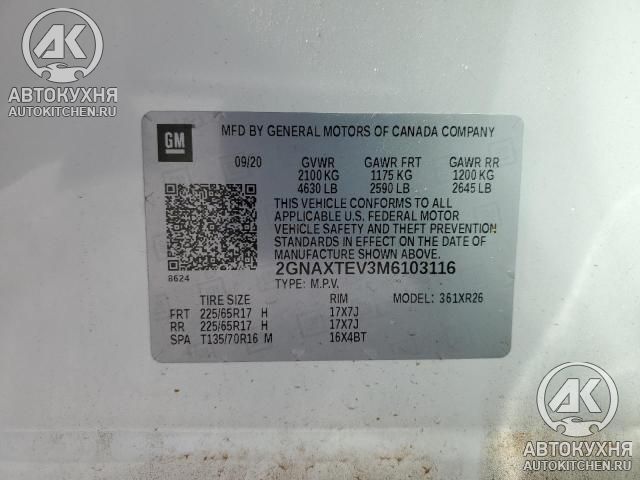 AK
АВТОКУХНЯ
AUTOKITCHEN.RU
GM
MFD BY GENERAL MOTORS OF CANADA COMPANY
09/20 GVWR GAWR FRT GAWR RR
2100 KG 1175 KG 1200 KG
4630 LB 2590 LB 2645 LB
THIS VEHICLE CONFORMS TO ALL
APPLICABLE U.S. FEDERAL MOTOR
VEHICLE SAFETY AND THEFT PREVENTION
STANDARDS IN EFFECT ON THE DATE OF
MANUFACTURE SHOWN ABOVE.
8624
2GNAXTEV3M6103116
TYPE: M.P.V.
TIRE SIZE RIM MODEL: 361XR26
FRT 225/65R17 H 17X7J
RR 225/65R17 H 17X7J
SPA T135/70R16 M 16X4BT
AK
АВТОКУХНЯ
AUTOKITCHEN.RU